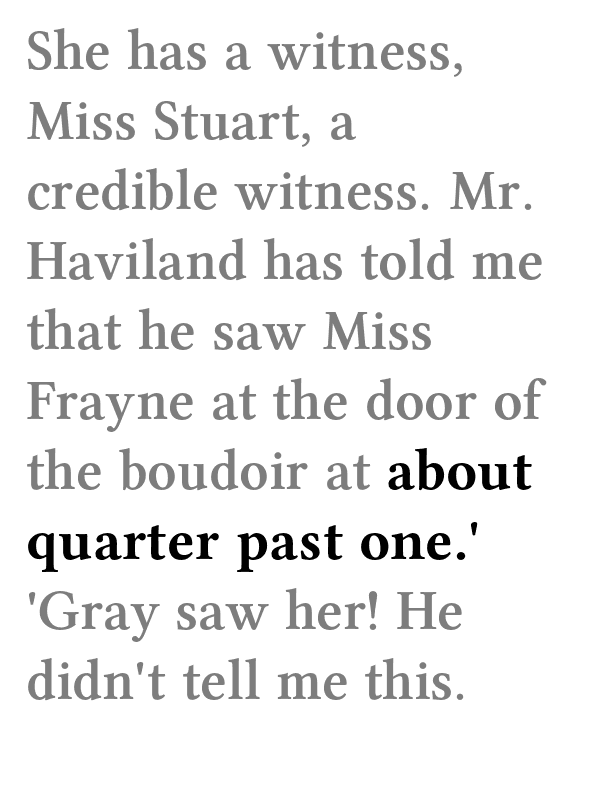 She has a witness,
Miss Stuart, a
credible witness. Mr.
Haviland has told me
that he saw Miss
Frayne at the door of
the boudoir at about
quarter past one.'
'Gray saw her! He
didn't tell me this.